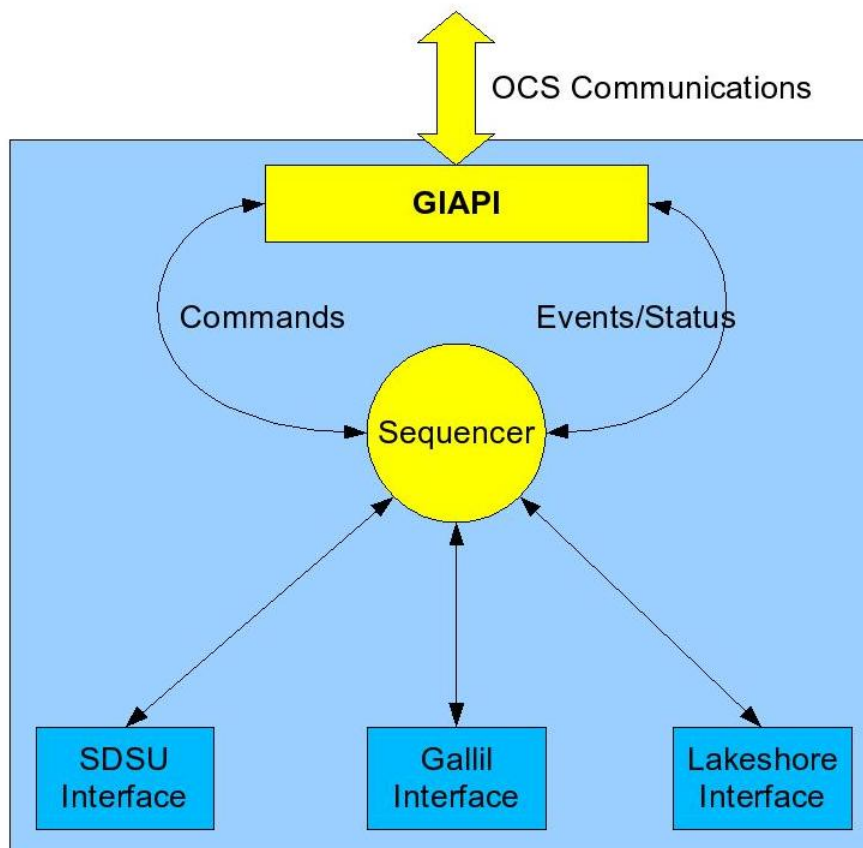 OCS Communications
GIAPI
Commands
Events/Status
Sequencer
SDSU
Interface
Gallil
Interface
Lakeshore
Interface